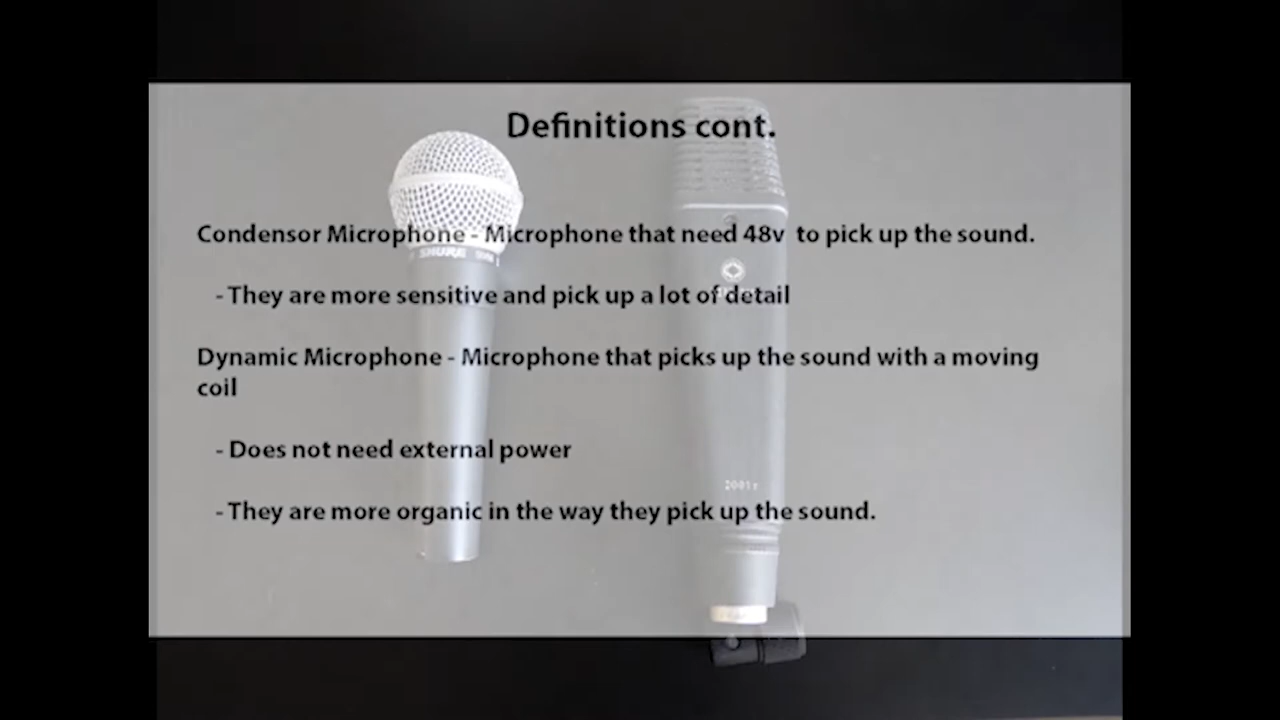 Definitions cont.
Condensor Microphone - Microphone that need 48v to pick up the sound.
- They are more sensitive and pick up a lot of detail
Dynamic Microphone - Microphone that picks up the sound with a moving
coil
- Does not need external power
- They are more organic in the way they pick up the sound.
SHURE